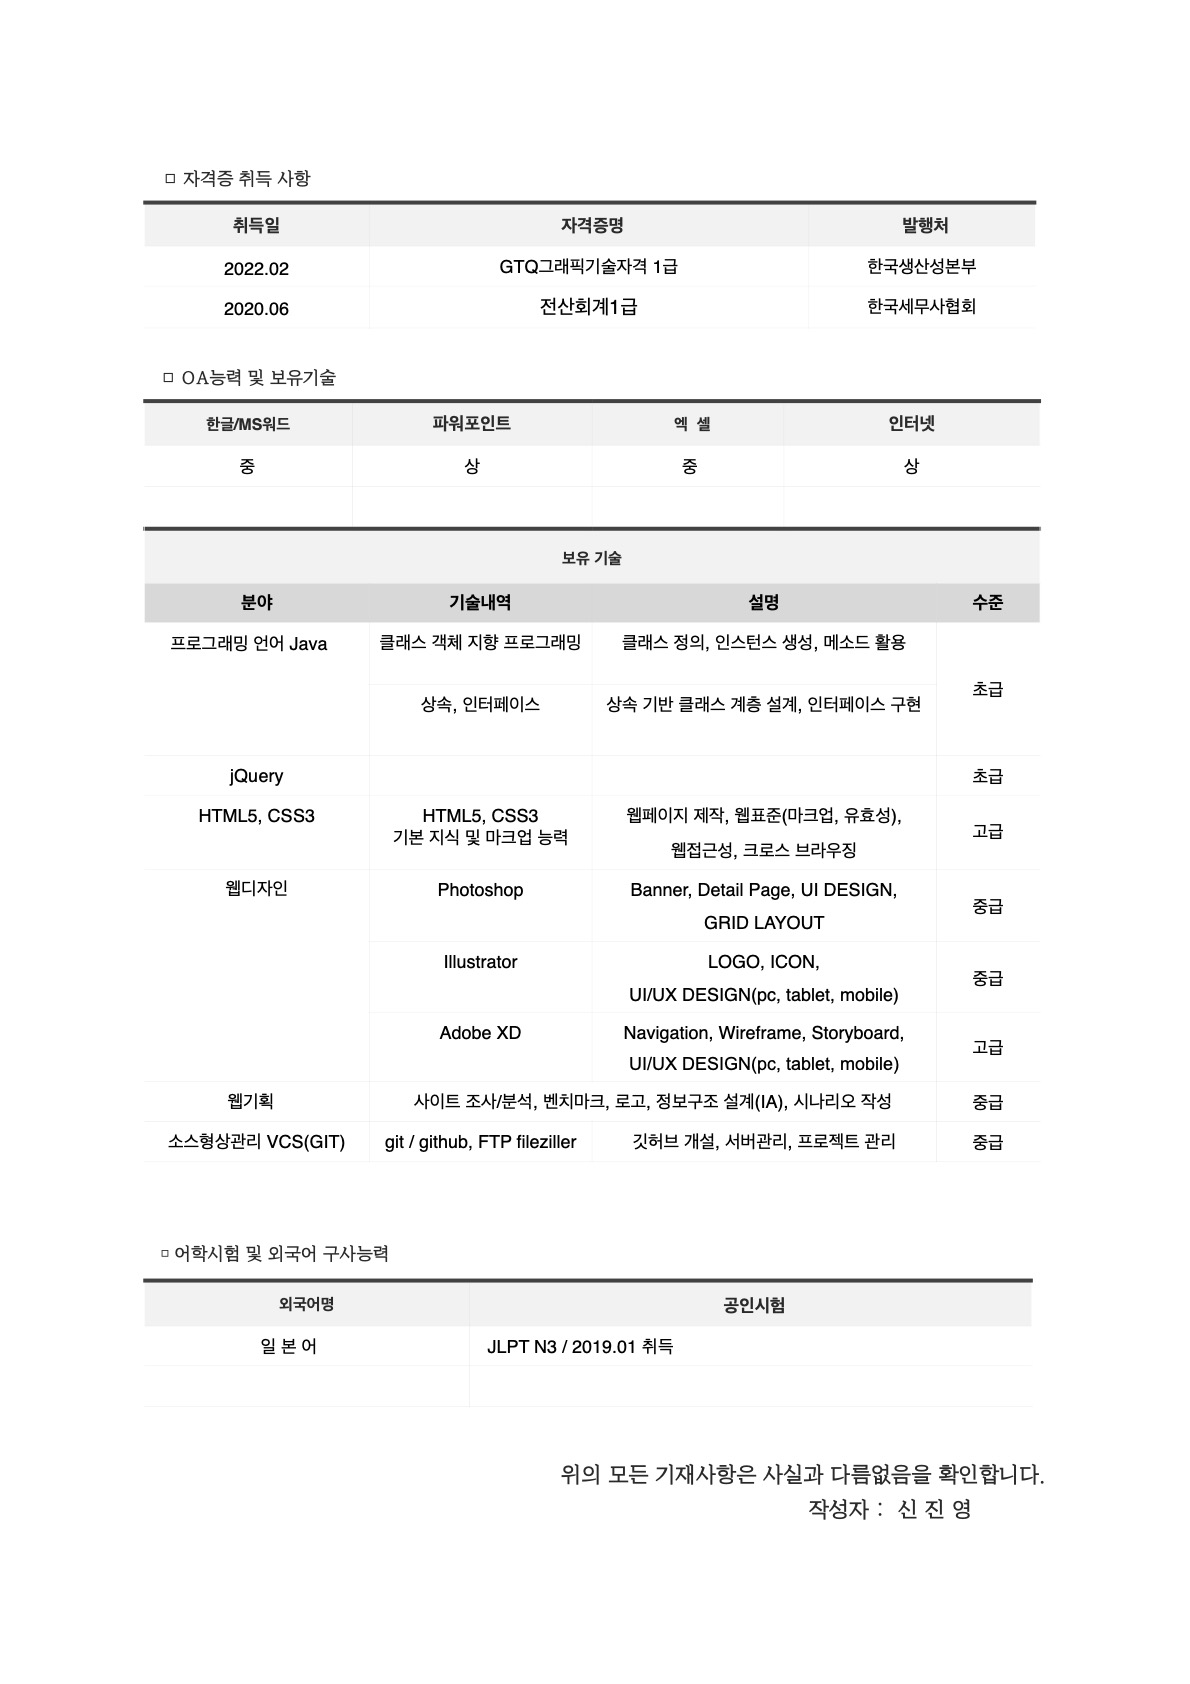 □ 자격증 취득 사항
취득일 자격증명 발행처
2022.02 GTQ그래픽기술자격 1급 한국생산성본부
2020.06 전산회계1급 한국세무사협회
□ OA능력 및 보유기술
한글/MS워드 파워포인트 엑 셀 인터넷
중 상 중 상
보유 기술
분야 기술내역 설명 수준
프로그래밍 언어 Java 클래스 객체 지향 프로그래밍 클래스 정의, 인스턴스 생성, 메소드 활용
초급
상속, 인터페이스 상속 기반 클래스 계층 설계, 인터페이스 구현
jQuery 초급
HTML5, CSS3 HTML5, CSS3 웹페이지 제작, 웹표준(마크업, 유효성),
기본 지식 및 마크업 능력 고급
웹접근성, 크로스 브라우징
웹디자인 Photoshop Banner, Detail Page, UI DESIGN,
중급
GRID LAYOUT
Illustrator LOGO, ICON,
중급
UI/UX DESIGN(pc, tablet, mobile)
Adobe XD Navigation, Wireframe, Storyboard,
고급
UI/UX DESIGN(pc, tablet, mobile)
웹기획 사이트 조사/분석, 벤치마크, 로고, 정보구조 설계(IA), 시나리오 작성 중급
소스형상관리 VCS(GIT) git / github, FTP fileziller 깃허브 개설, 서버관리, 프로젝트 관리 중급
□ 어학시험 및 외국어 구사능력
외국어명 공인시험
일 본 어 JLPT N3 / 2019.01 취득
위의 모든 기재사항은 사실과 다름없음을 확인합니다.
작성자 : 신 진 영